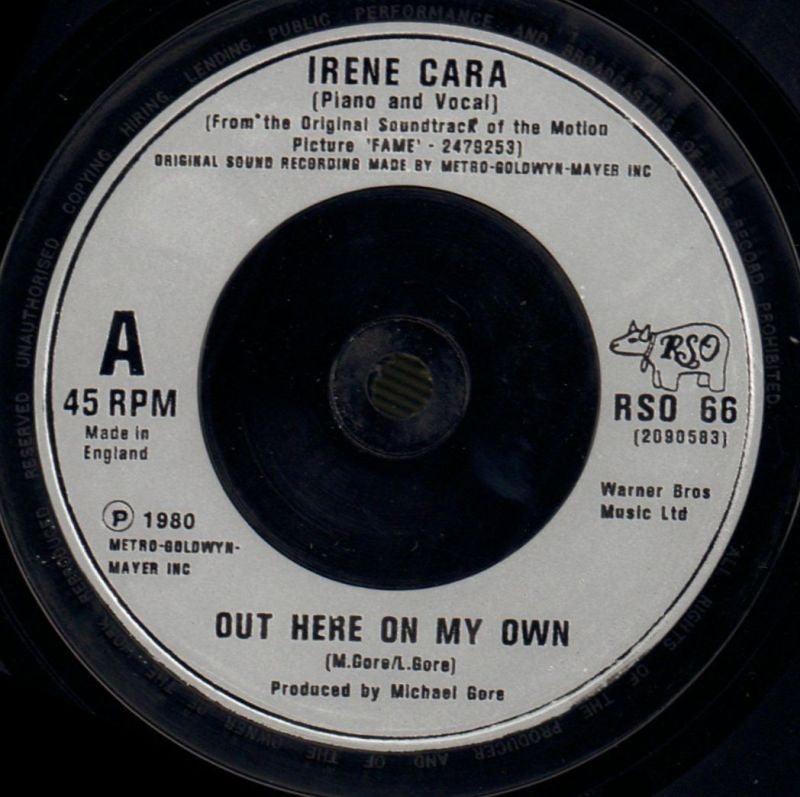 IRENE CARA
(Piano and Vocal)
(From the Original Soundtrack of the Motion
Picture 'FAME' - 2479253)
ORIGINAL SOUND RECORDING MADE BY METRO-GOLDWYN-MAYER INC
A
45 RPM
Made in
England
RSO
RSO 66
(2090583)
Warner Bros
Music Ltd
Ⓟ 1980
METRO-GOLDWYN-
MAYER INC
OUT HERE ON MY OWN
(M.Gore/L.Gore)
Produced by Michael Gore
ALL RIGHTS OF THE PRODUCER AND OF THE OWNER OF THE WORK REPRODUCED RESERVED UNAUTHORISED COPYING HIRING LENDING PUBLIC PERFORMANCE AND BROADCASTING OF THIS RECORD PROHIBITED